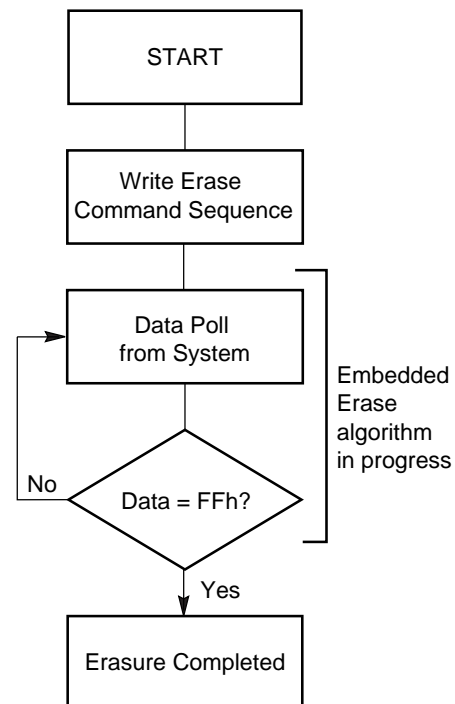 START
Write Erase
Command Sequence
Data Poll
from System
Embedded
Erase
algorithm
in progress
No
Data = FFh?
Yes
Erasure Completed